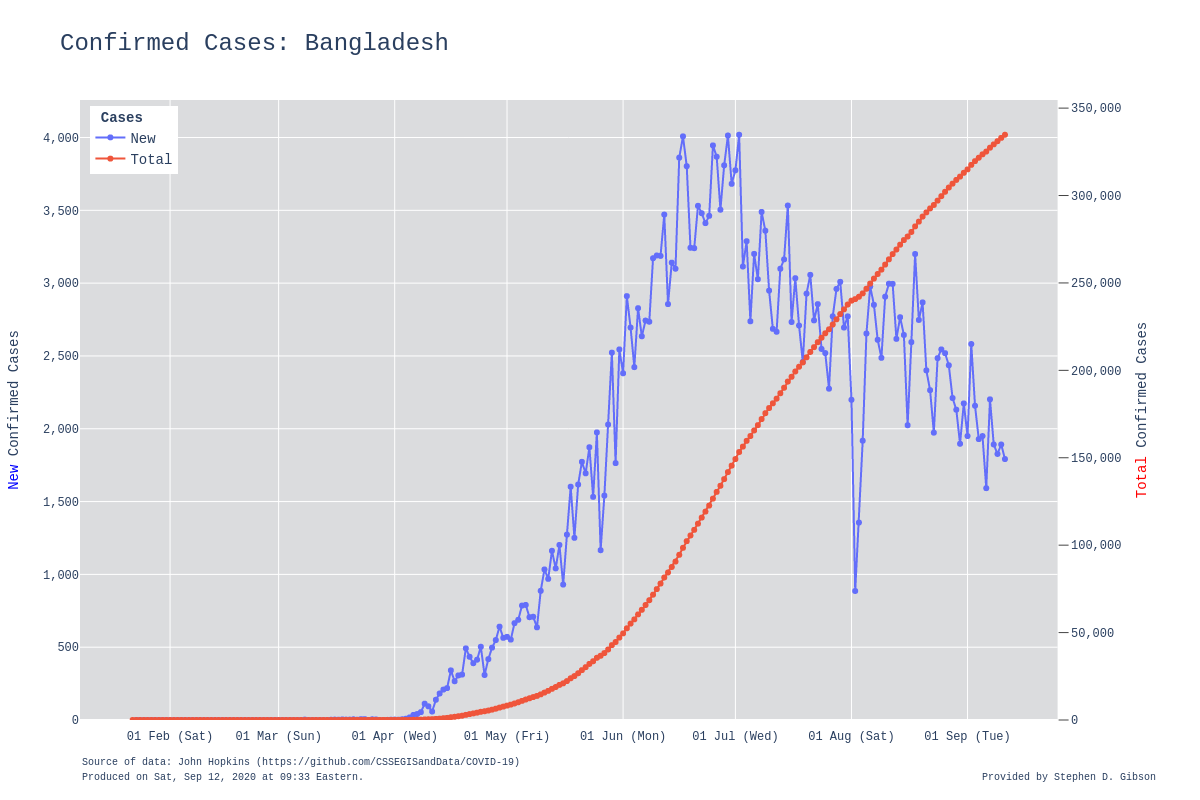 Confirmed Cases: Bangladesh
Cases
New
Total
4,000
3,500
3,000
2,500
2,000
1,500
1,000
500
0
350,000
300,000
250,000
200,000
150,000
100,000
50,000
0
New Confirmed Cases
Total Confirmed Cases
01 Feb (Sat) 01 Mar (Sun) 01 Apr (Wed) 01 May (Fri) 01 Jun (Mon) 01 Jul (Wed) 01 Aug (Sat) 01 Sep (Tue)
Source of data: John Hopkins (https://github.com/CSSEGISandData/COVID-19)
Produced on Sat, Sep 12, 2020 at 09:33 Eastern.
Provided by Stephen D. Gibson